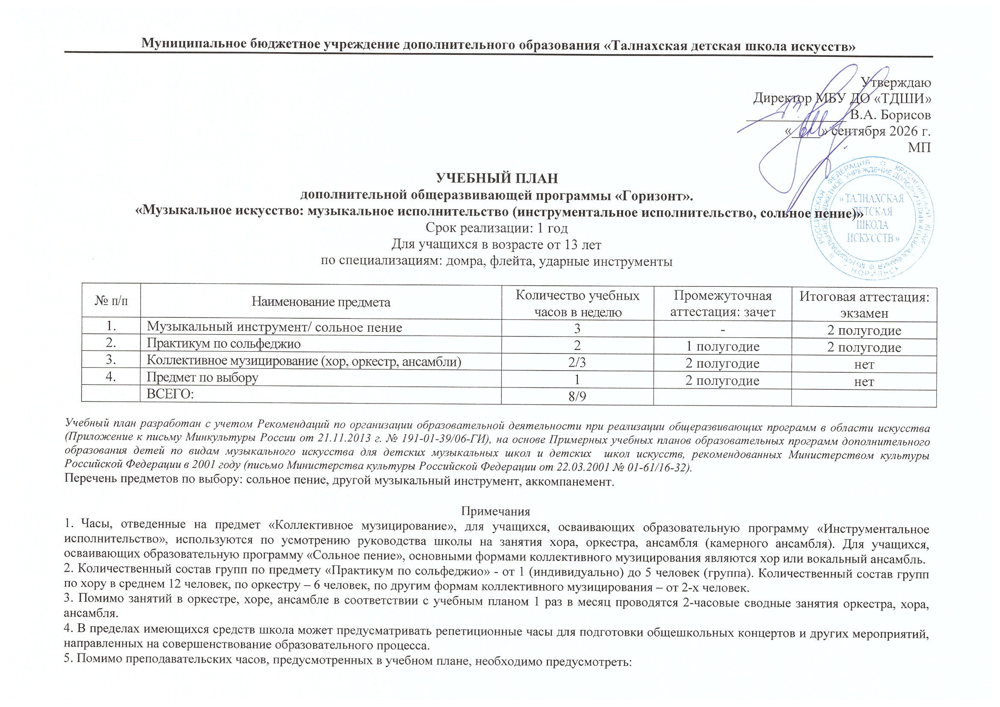 Муниципальное бюджетное учреждение дополнительного образования «Талнахская детская школа искусств»
Утверждаю
Директор МБУ ДО «ТДШИ»
______________ В.А. Борисов
«____» сентября 2026 г.
МП
УЧЕБНЫЙ ПЛАН
дополнительной общеразвивающей программы «Горизонт».
«Музыкальное искусство: музыкальное исполнительство (инструментальное исполнительство, сольное пение)»
Срок реализации: 1 год
Для учащихся в возрасте от 13 лет
по специализациям: домра, флейта, ударные инструменты
РОССИЙСКАЯ ФЕДЕРАЦИЯ * КРАСНОЯРСКИЙ КРАЙ
НОРИЛЬСК
МУНИЦИПАЛЬНОЕ БЮДЖЕТНОЕ УЧРЕЖДЕНИЕ ДОПОЛНИТЕЛЬНОГО ОБРАЗОВАНИЯ
«ТАЛНАХСКАЯ
ДЕТСКАЯ
ШКОЛА
ИСКУССТВ»
№ п/п Наименование предмета Количество учебных часов в неделю Промежуточная аттестация: зачет Итоговая аттестация: экзамен
1. Музыкальный инструмент/ сольное пение 3 - 2 полугодие
2. Практикум по сольфеджио 2 1 полугодие 2 полугодие
3. Коллективное музицирование (хор, оркестр, ансамбли) 2/3 2 полугодие нет
4. Предмет по выбору 1 2 полугодие нет
ВСЕГО: 8/9
Учебный план разработан с учетом Рекомендаций по организации образовательной деятельности при реализации общеразвивающих программ в области искусства
(Приложение к письму Минкультуры России от 21.11.2013 г. № 191-01-39/06-ГИ), на основе Примерных учебных планов образовательных программ дополнительного
образования детей по видам музыкального искусства для детских музыкальных школ и детских школ искусств, рекомендованных Министерством культуры
Российской Федерации в 2001 году (письмо Министерства культуры Российской Федерации от 22.03.2001 № 01-61/16-32).
Перечень предметов по выбору: сольное пение, другой музыкальный инструмент, аккомпанемент.
Примечания
1. Часы, отведенные на предмет «Коллективное музицирование», для учащихся, осваивающих образовательную программу «Инструментальное
исполнительство», используются по усмотрению руководства школы на занятия хора, оркестра, ансамбля (камерного ансамбля). Для учащихся,
осваивающих образовательную программу «Сольное пение», основными формами коллективного музицирования являются хор или вокальный ансамбль.
2. Количественный состав групп по предмету «Практикум по сольфеджио» - от 1 (индивидуально) до 5 человек (группа). Количественный состав групп
по хору в среднем 12 человек, по оркестру – 6 человек, по другим формам коллективного музицирования – от 2-х человек.
3. Помимо занятий в оркестре, хоре, ансамбле в соответствии с учебным планом 1 раз в месяц проводятся 2-часовые сводные занятия оркестра, хора,
ансамбля.
4. В пределах имеющихся средств школа может предусматривать репетиционные часы для подготовки общешкольных концертов и других мероприятий,
направленных на совершенствование образовательного процесса.
5. Помимо преподавательских часов, предусмотренных в учебном плане, необходимо предусмотреть: